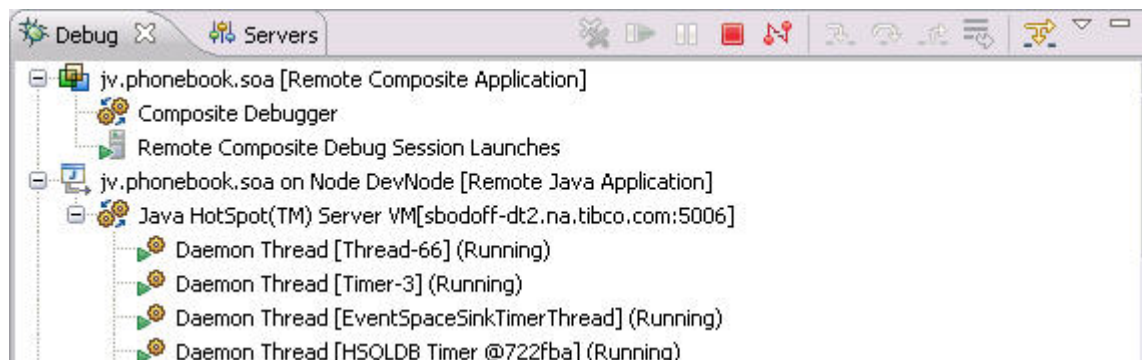 Debug Servers
jv.phonebook.soa [Remote Composite Application]
Composite Debugger
Remote Composite Debug Session Launches
jv.phonebook.soa on Node DevNode [Remote Java Application]
Java HotSpot(TM) Server VM[sbodoff-dt2.na.tibco.com:5006]
Daemon Thread [Thread-66] (Running)
Daemon Thread [Timer-3] (Running)
Daemon Thread [EventSpaceSinkTimerThread] (Running)
Daemon Thread [HSQLDB Timer @722fba] (Running)